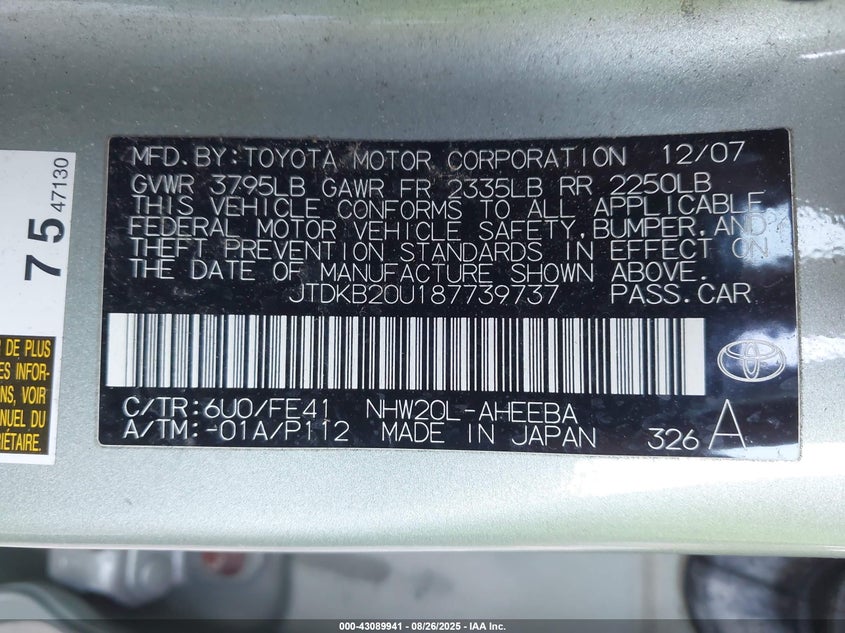 MFD. BY: TOYOTA MOTOR CORPORATION 12/07
GVWR 3795LB GAWR FR 2335LB RR 2250LB
THIS VEHICLE CONFORMS TO ALL APPLICABLE
FEDERAL MOTOR VEHICLE SAFETY, BUMPER, AND
THEFT PREVENTION STANDARDS IN EFFECT ON
THE DATE OF MANUFACTURE SHOWN ABOVE.
JTDKB20U187739737 PASS. CAR
C/TR: 6U0/FE41 NHW20L-AHEEBA
A/TM: -01A/P112 MADE IN JAPAN 326 A
75 47130
DE PLUS
ES INFOR-
ONS, VOIR
ANUEL DU
PRIÉTAIRE.
000-43089941 - 08/26/2025 - IAA Inc.